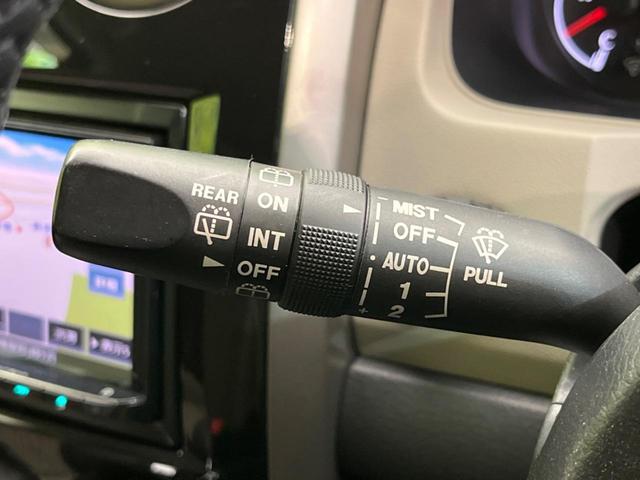 REAR
ON
INT
OFF
- MIST
OFF
AUTO
1
+ 2
PULL
C